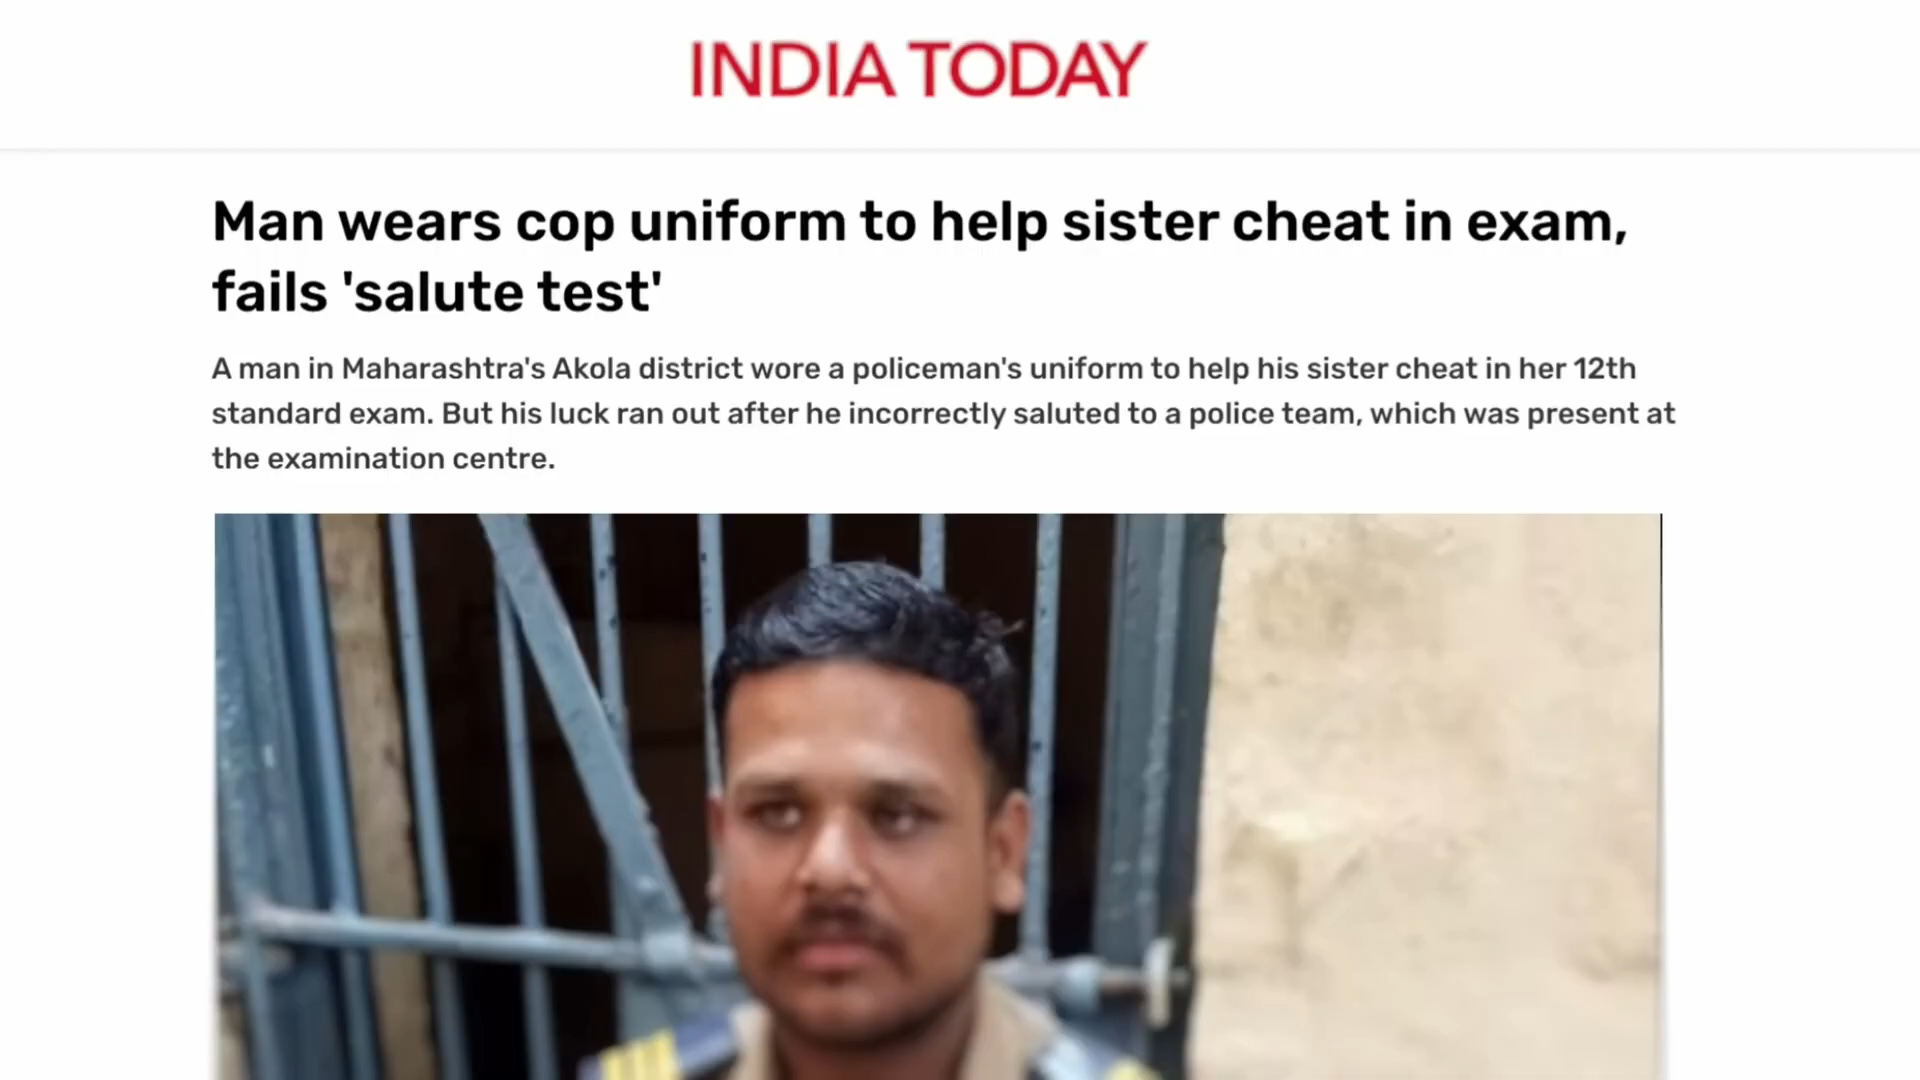 INDIA TODAY
Man wears cop uniform to help sister cheat in exam,
fails 'salute test'
A man in Maharashtra's Akola district wore a policeman's uniform to help his sister cheat in her 12th
standard exam. But his luck ran out after he incorrectly saluted to a police team, which was present at
the examination centre.